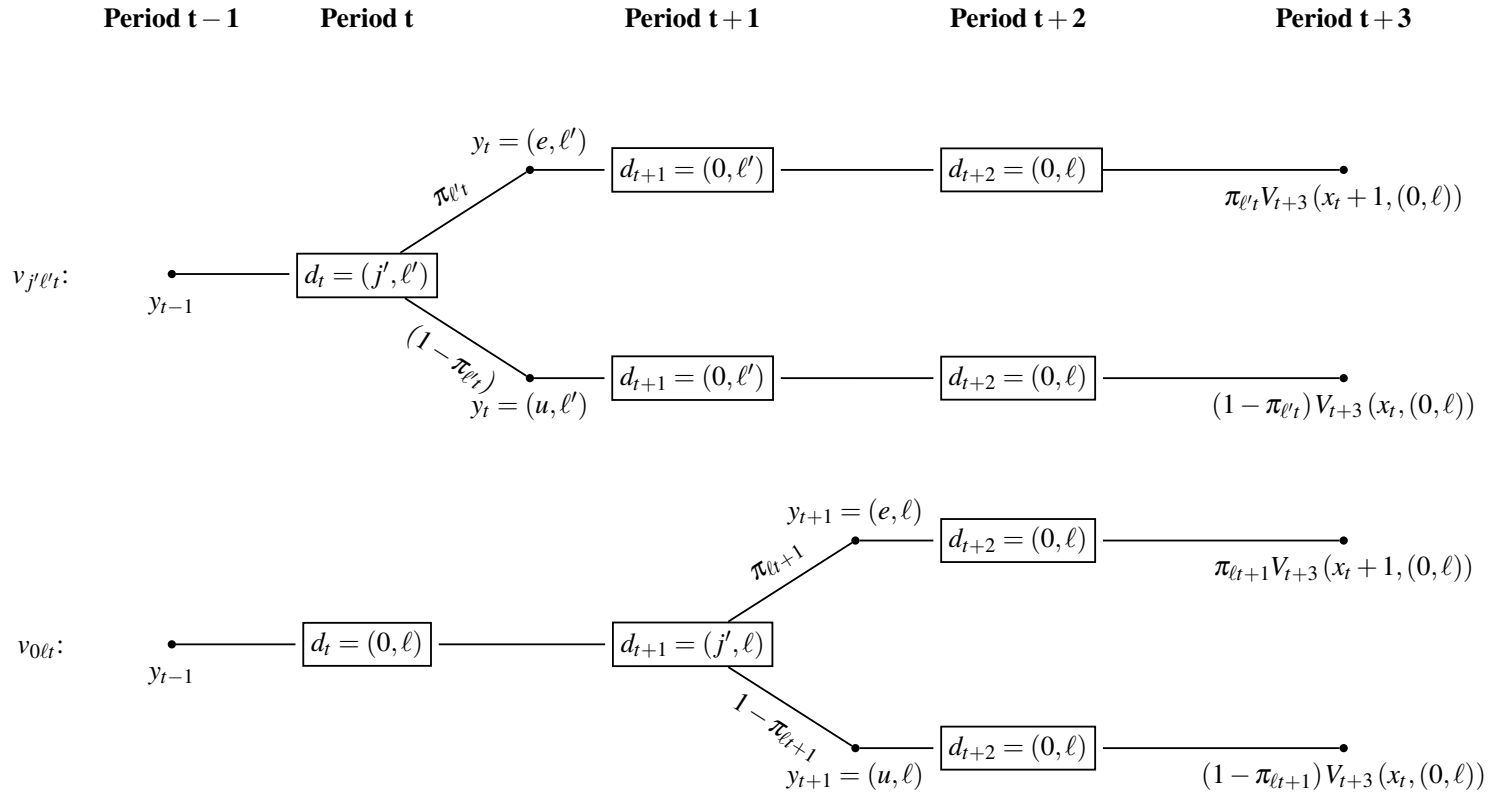 Period t − 1 Period t Period t + 1 Period t + 2 Period t + 3
y_t = (e, ℓ′)
d_{t+1} = (0, ℓ′) d_{t+2} = (0, ℓ)
π_{ℓ′t}
π_{ℓ′t}V_{t+3}(x_t + 1, (0, ℓ))
v_{j′ℓ′t}:
d_t = (j′, ℓ′)
y_{t−1}
(1 − π_{ℓ′t})
d_{t+1} = (0, ℓ′) d_{t+2} = (0, ℓ)
y_t = (u, ℓ′)
(1 − π_{ℓ′t})V_{t+3}(x_t, (0, ℓ))
y_{t+1} = (e, ℓ)
d_{t+2} = (0, ℓ)
π_{ℓt+1}
π_{ℓt+1}V_{t+3}(x_t + 1, (0, ℓ))
v_{0ℓt}:
d_t = (0, ℓ) d_{t+1} = (j′, ℓ)
y_{t−1}
1 − π_{ℓt+1}
d_{t+2} = (0, ℓ)
y_{t+1} = (u, ℓ)
(1 − π_{ℓt+1})V_{t+3}(x_t, (0, ℓ))